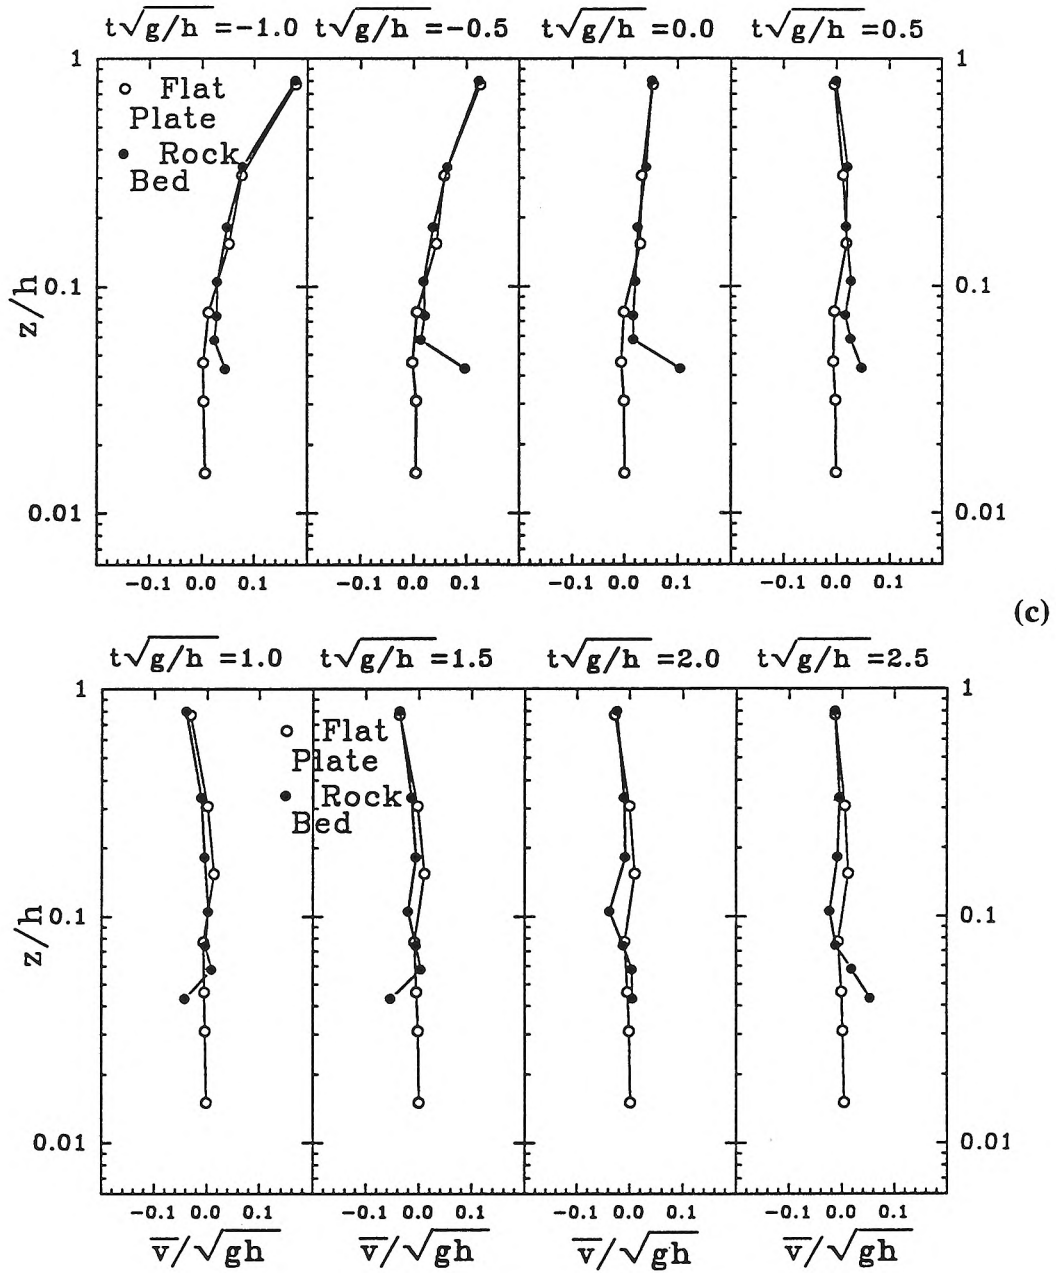 t√g/h =-1.0 t√g/h =-0.5 t√g/h =0.0 t√g/h =0.5
1 1
Flat
Plate
Rock
Bed
z/h 0.1 0.1
0.01 0.01
-0.1 0.0 0.1 -0.1 0.0 0.1 -0.1 0.0 0.1 -0.1 0.0 0.1
(c)
t√g/h =1.0 t√g/h =1.5 t√g/h =2.0 t√g/h =2.5
1 1
Flat
Plate
Rock
Bed
z/h 0.1 0.1
0.01 0.01
-0.1 0.0 0.1 -0.1 0.0 0.1 -0.1 0.0 0.1 -0.1 0.0 0.1
v̅/√gh v̅/√gh v̅/√gh v̅/√gh